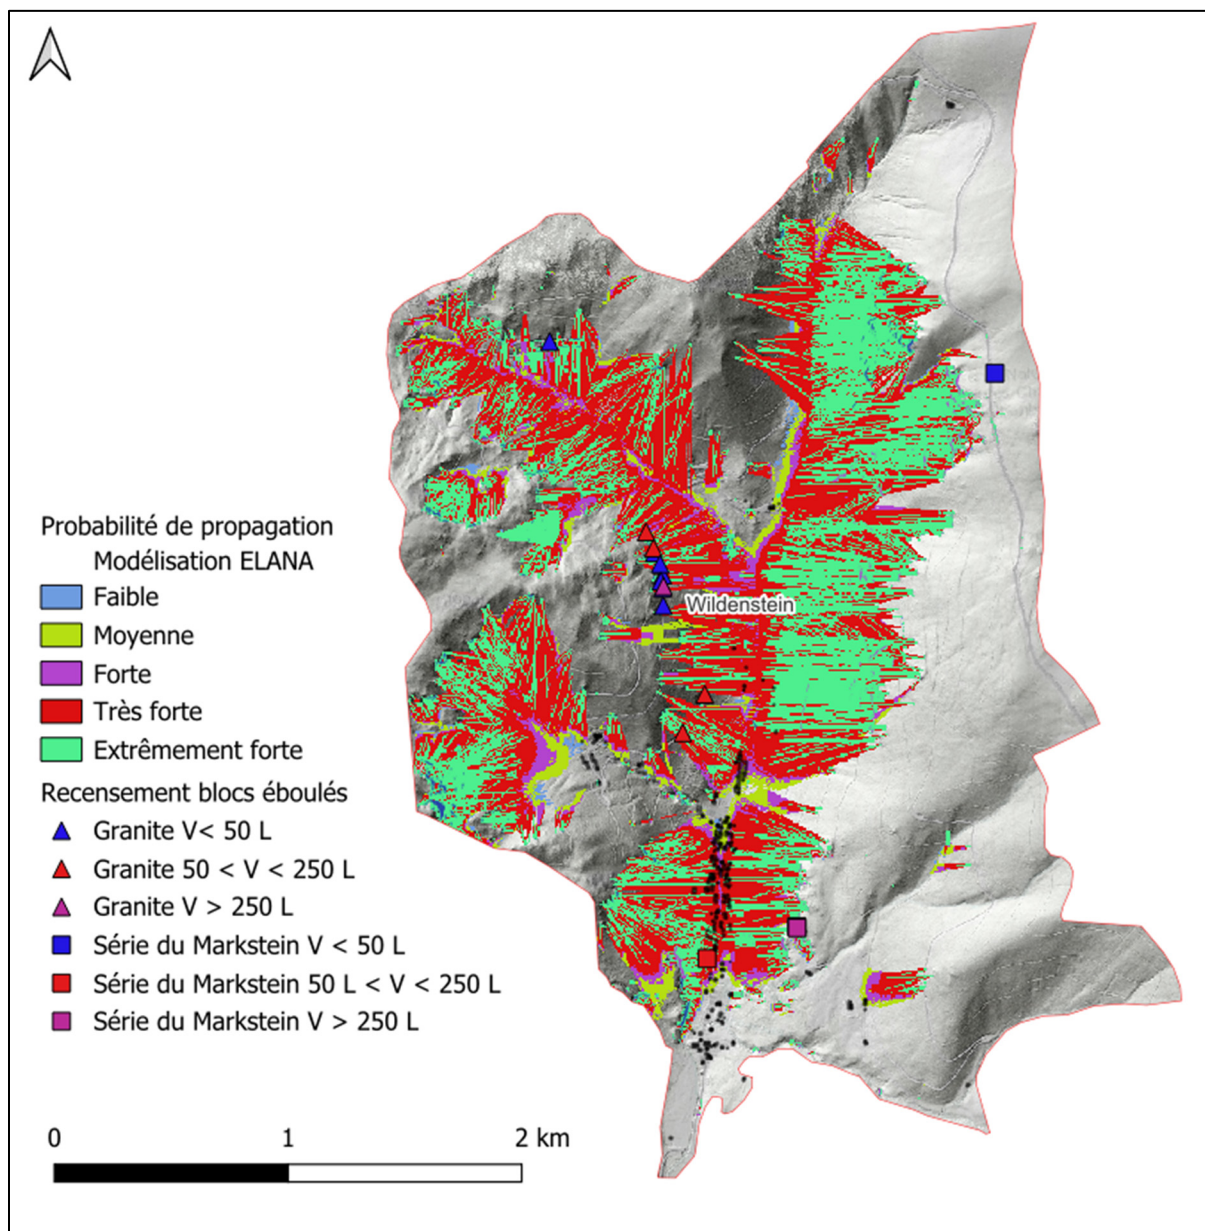 Wildenstein
Probabilité de propagation
Modélisation ELANA
Faible
Moyenne
Forte
Très forte
Extrêmement forte
Recensement blocs éboulés
Granite V< 50 L
Granite 50 < V < 250 L
Granite V > 250 L
Série du Markstein V < 50 L
Série du Markstein 50 L < V < 250 L
Série du Markstein V > 250 L
0 1 2 km